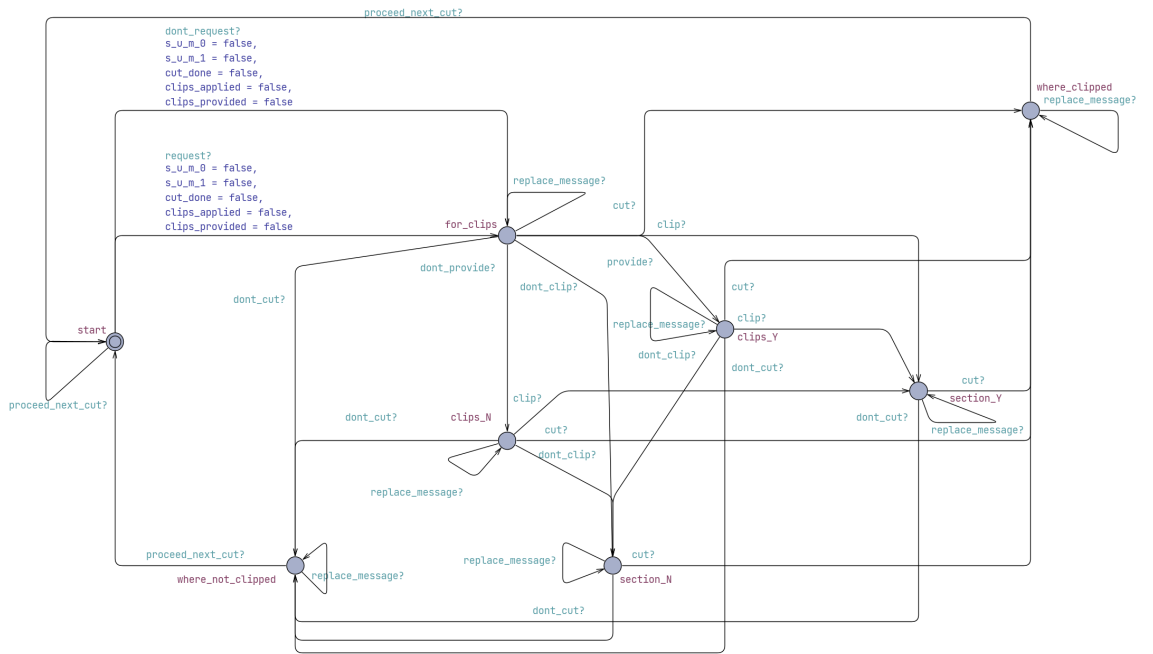 proceed_next_cut?
dont_request?
s_u_m_0 = false,
s_u_m_1 = false,
cut_done = false,
clips_applied = false,
clips_provided = false
where_clipped
replace_message?
request?
s_u_m_0 = false,
s_u_m_1 = false,
cut_done = false,
clips_applied = false,
clips_provided = false
replace_message?
cut?
for_clips
clip?
provide?
dont_provide?
dont_clip?
dont_cut?
cut?
clip?
replace_message?
start
clips_Y
dont_clip?
dont_cut?
cut?
section_Y
clip?
proceed_next_cut?
dont_cut?
clips_N
dont_cut?
cut?
replace_message?
dont_clip?
replace_message?
proceed_next_cut?
cut?
replace_message?
replace_message?
where_not_clipped
section_N
dont_cut?